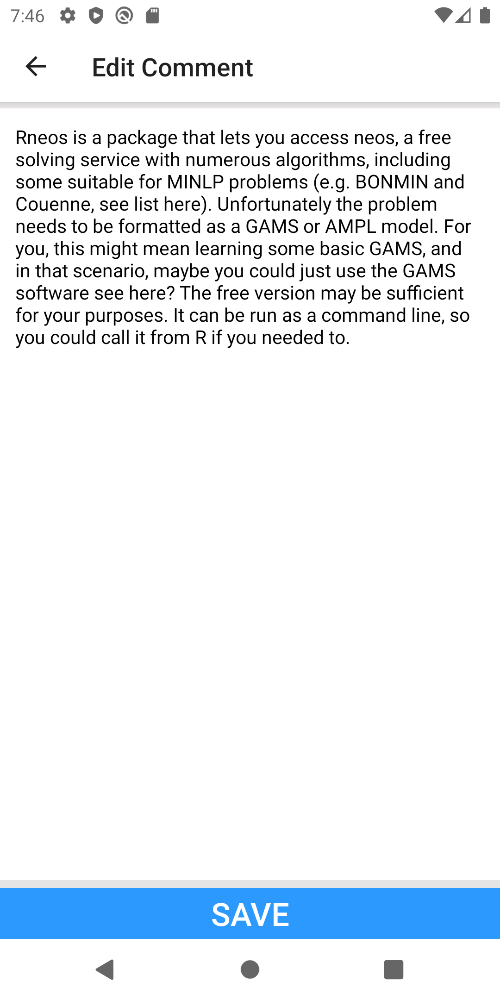 7:46
Edit Comment
Rneos is a package that lets you access neos, a free
solving service with numerous algorithms, including
some suitable for MINLP problems (e.g. BONMIN and
Couenne, see list here). Unfortunately the problem
needs to be formatted as a GAMS or AMPL model. For
you, this might mean learning some basic GAMS, and
in that scenario, maybe you could just use the GAMS
software see here? The free version may be sufficient
for your purposes. It can be run as a command line, so
you could call it from R if you needed to.
SAVE